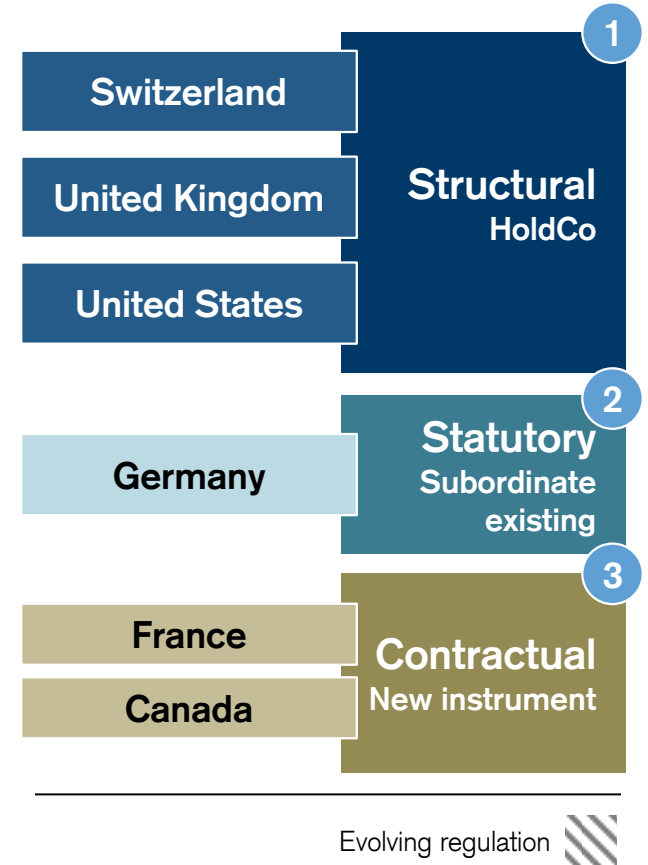 1
Switzerland
United Kingdom
United States
Structural
HoldCo
2
Germany
Statutory
Subordinate
existing
3
France
Canada
Contractual
New instrument
Evolving regulation